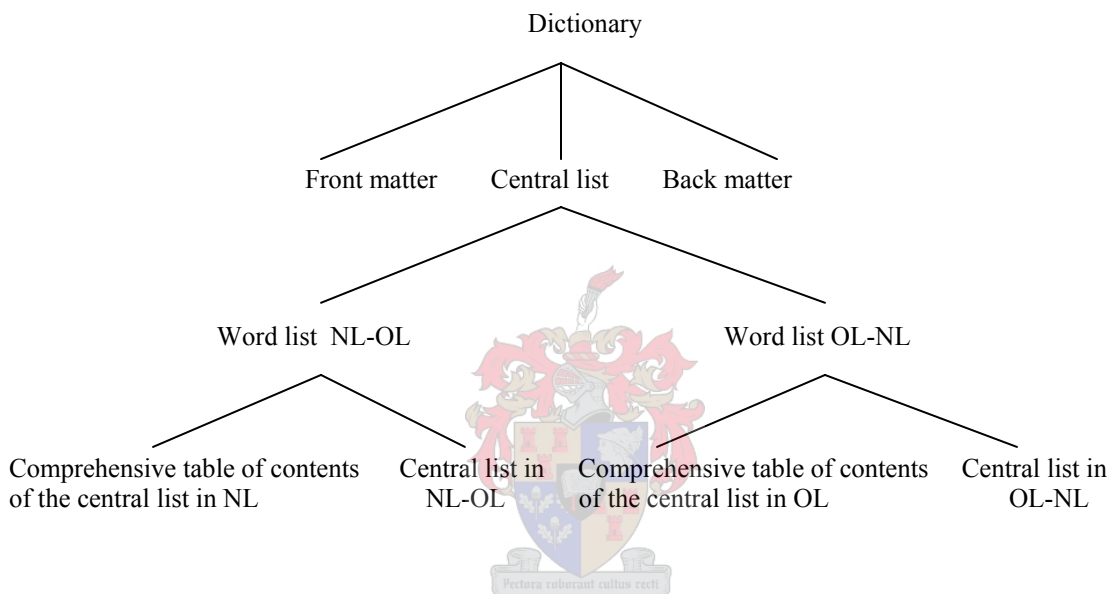 Dictionary
Front matter Central list Back matter
Word list NL-OL Word list OL-NL
Comprehensive table of contents
of the central list in NL
Central list in
NL-OL
Comprehensive table of contents
of the central list in OL
Central list in
OL-NL
Pectora roborant cultus recti